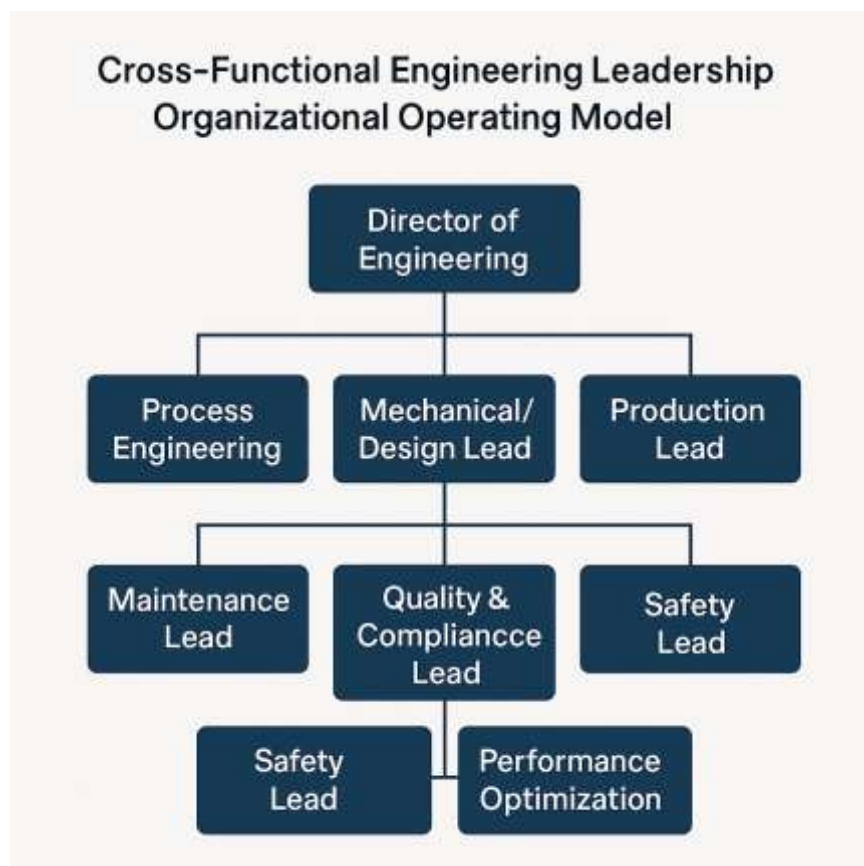 Cross-Functional Engineering Leadership
Organizational Operating Model
Director of
Engineering
Process
Engineering
Mechanical/
Design Lead
Production
Lead
Maintenance
Lead
Quality &
Compliancce
Lead
Safety
Lead
Safety
Lead
Performance
Optimization